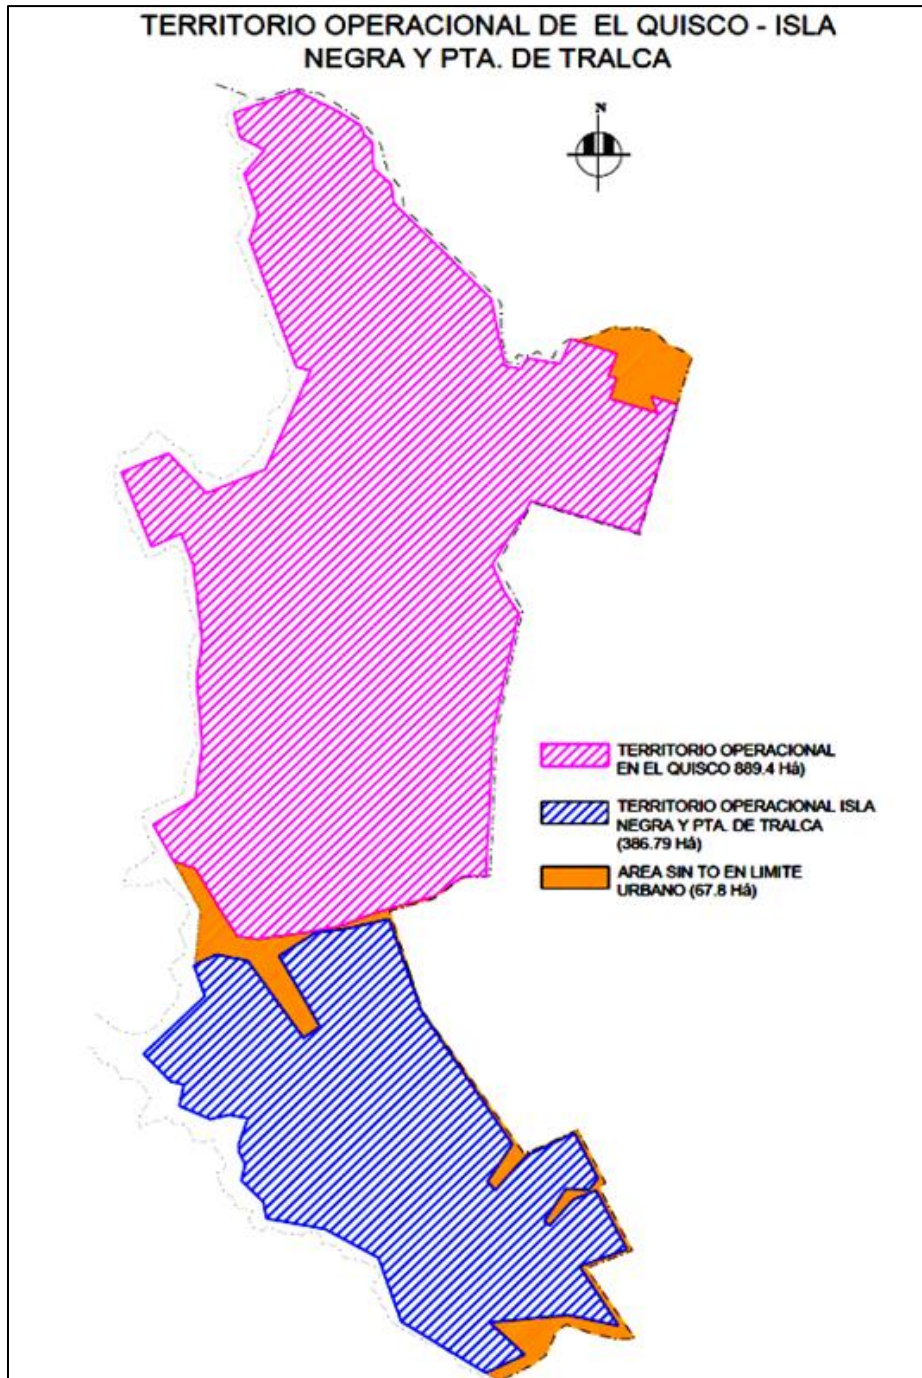 TERRITORIO OPERACIONAL DE EL QUISCO - ISLA
NEGRA Y PTA. DE TRALCA
N
TERRITORIO OPERACIONAL
EN EL QUISCO 889.4 Há)
TERRITORIO OPERACIONAL ISLA
NEGRA Y PTA. DE TRALCA
(386.79 Há)
AREA SIN TO EN LIMITE
URBANO (67.8 Há)